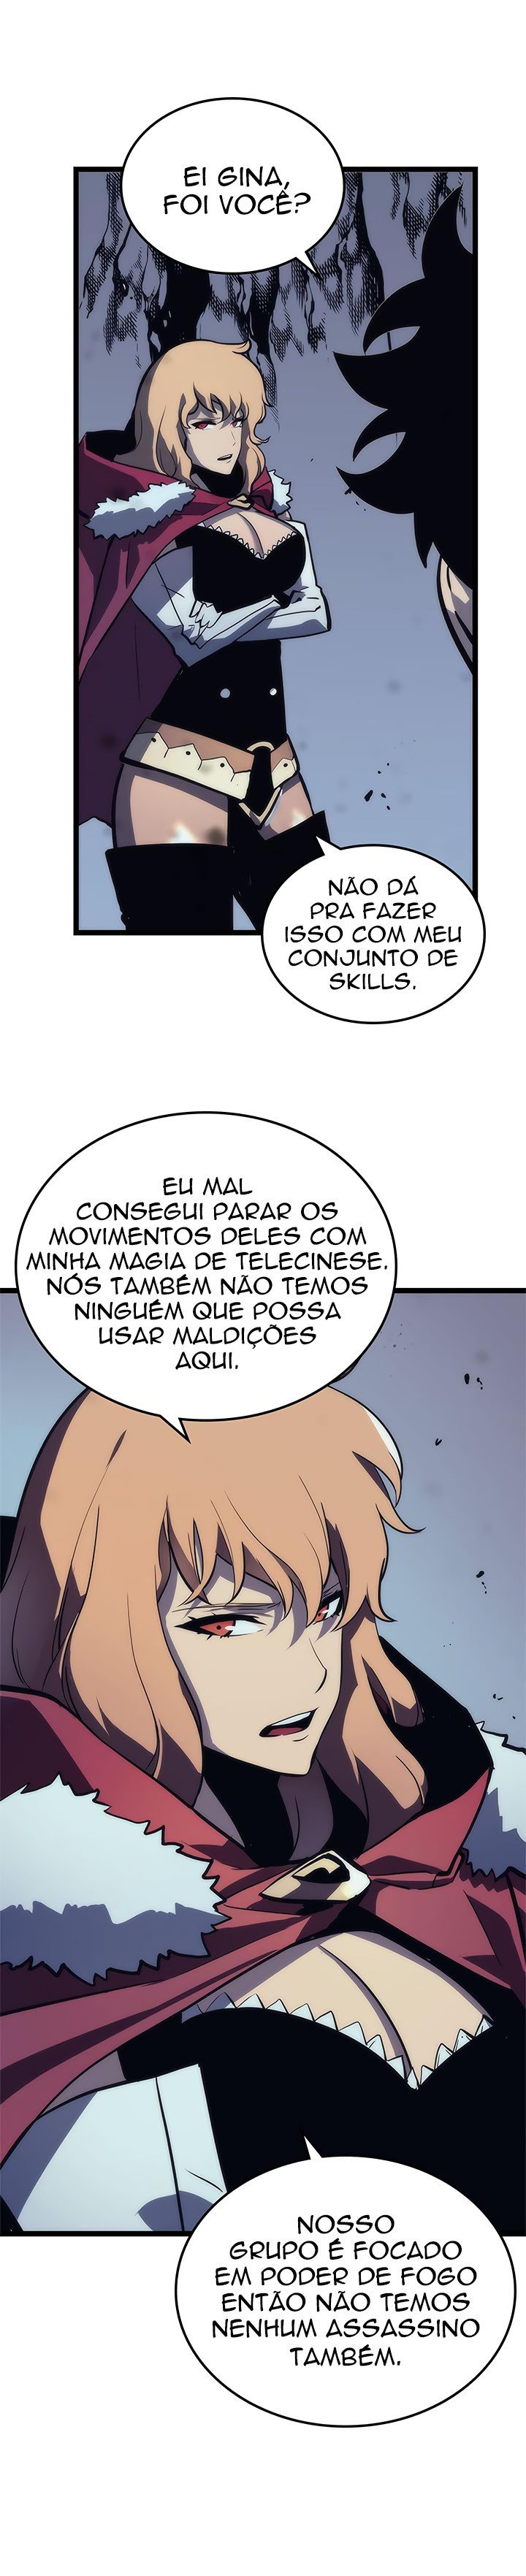 EI GINA,
FOI VOCÊ?
NÃO DÁ
PRA FAZER
ISSO COM MEU
CONJUNTO DE
SKILLS.
EU MAL
CONSEGUI PARAR OS
MOVIMENTOS DELES COM
MINHA MAGIA DE TELECINESE.
NÓS TAMBÉM NÃO TEMOS
NINGUÉM QUE POSSA
USAR MALDIÇÕES
AQUI.
NOSSO
GRUPO É FOCADO
EM PODER DE FOGO
ENTÃO NÃO TEMOS
NENHUM ASSASSINO
TAMBÉM.